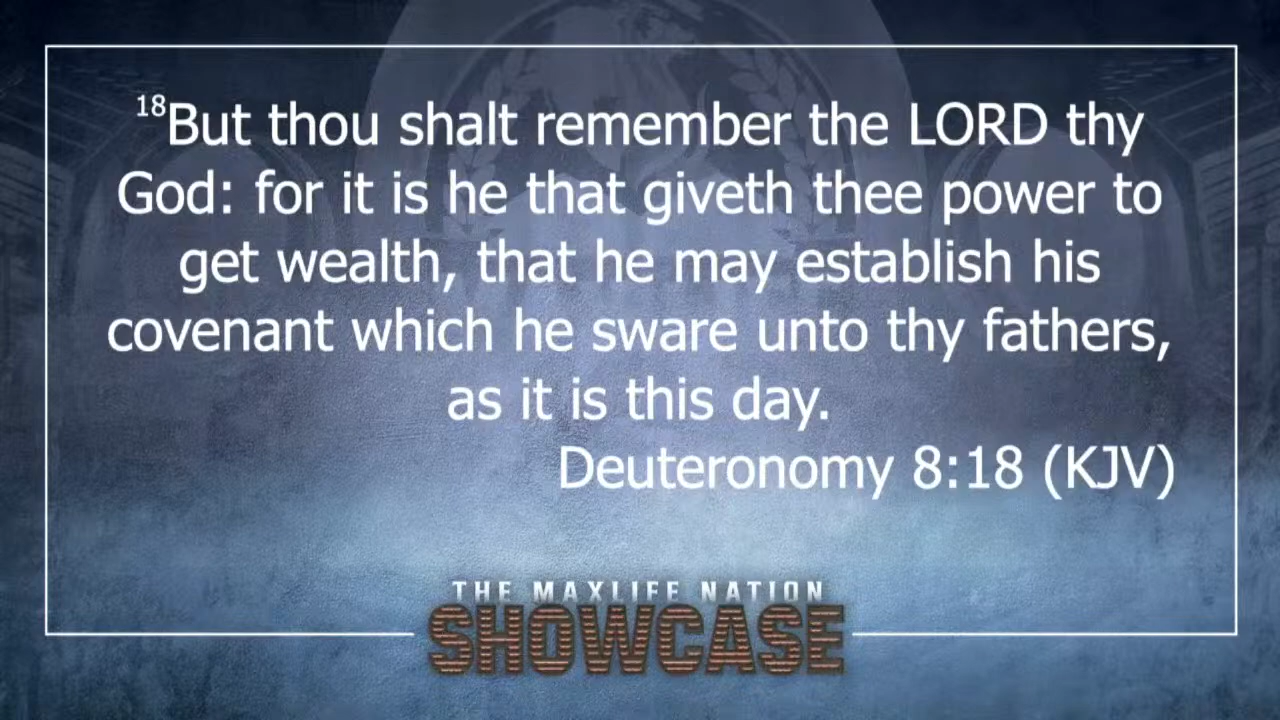 18But thou shalt remember the LORD thy
God: for it is he that giveth thee power to
get wealth, that he may establish his
covenant which he sware unto thy fathers,
as it is this day.
Deuteronomy 8:18 (KJV)
THE MAXLIFE NATION
SHOWCASE